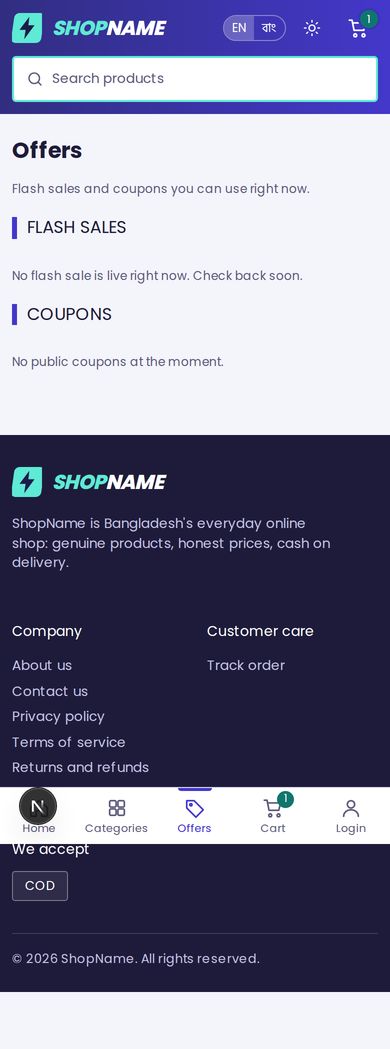 SHOPNAME
EN বাং
1
Search products
Offers
Flash sales and coupons you can use right now.
FLASH SALES
No flash sale is live right now. Check back soon.
COUPONS
No public coupons at the moment.
SHOPNAME
ShopName is Bangladesh's everyday online
shop: genuine products, honest prices, cash on
delivery.
Company
Customer care
About us
Track order
Contact us
Privacy policy
Terms of service
Returns and refunds
N
1
Home Categories Offers Cart Login
We accept
COD
© 2026 ShopName. All rights reserved.